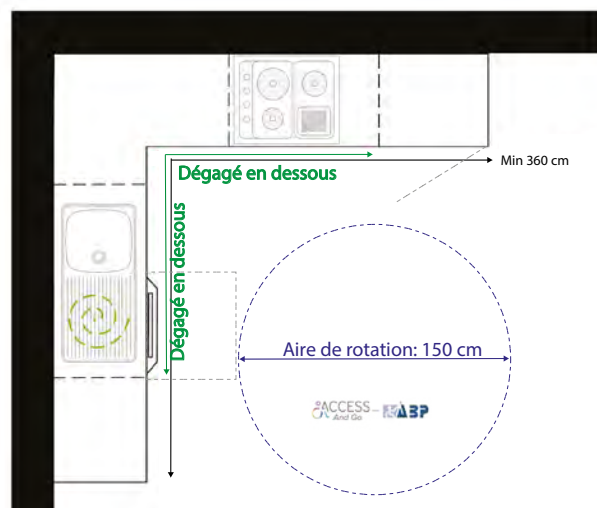 Min 360 cm
Dégagé en dessous
Dégagé en dessous
Aire de rotation: 150 cm
ACCESS
And Go
ABP